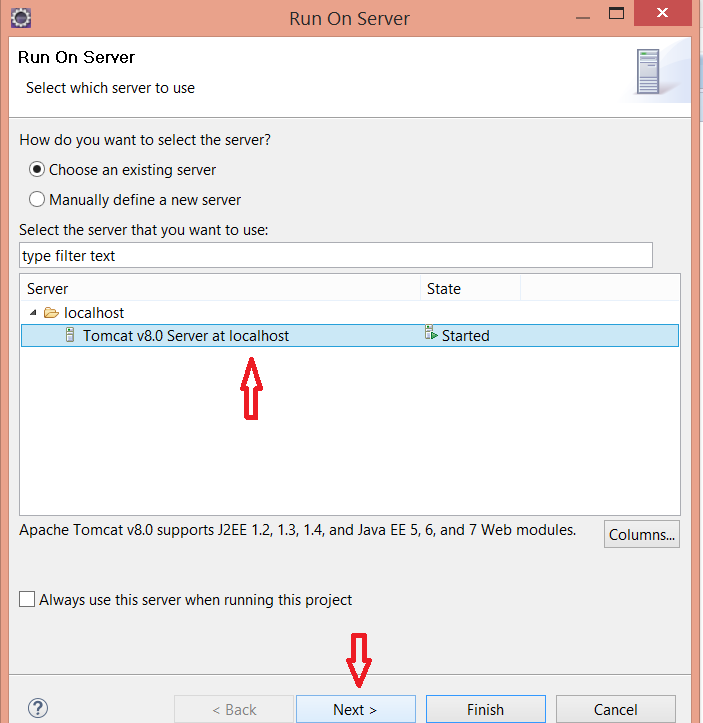 Run On Server
Run On Server
Select which server to use
How do you want to select the server?
Choose an existing server
Manually define a new server
Select the server that you want to use:
type filter text
Server State
localhost
Tomcat v8.0 Server at localhost Started
Apache Tomcat v8.0 supports J2EE 1.2, 1.3, 1.4, and Java EE 5, 6, and 7 Web modules.
Columns...
Always use this server when running this project
? < Back Next > Finish Cancel